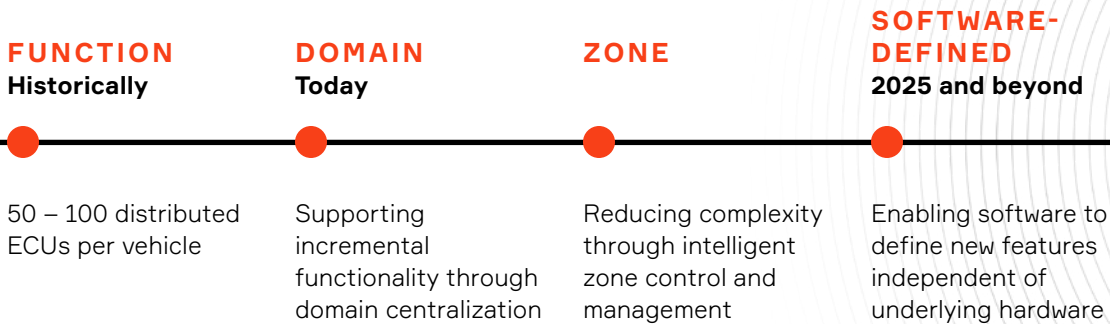 FUNCTION
Historically
50 – 100 distributed
ECUs per vehicle
DOMAIN
Today
Supporting
incremental
functionality through
domain centralization
ZONE
Reducing complexity
through intelligent
zone control and
management
SOFTWARE-
DEFINED
2025 and beyond
Enabling software to
define new features
independent of
underlying hardware